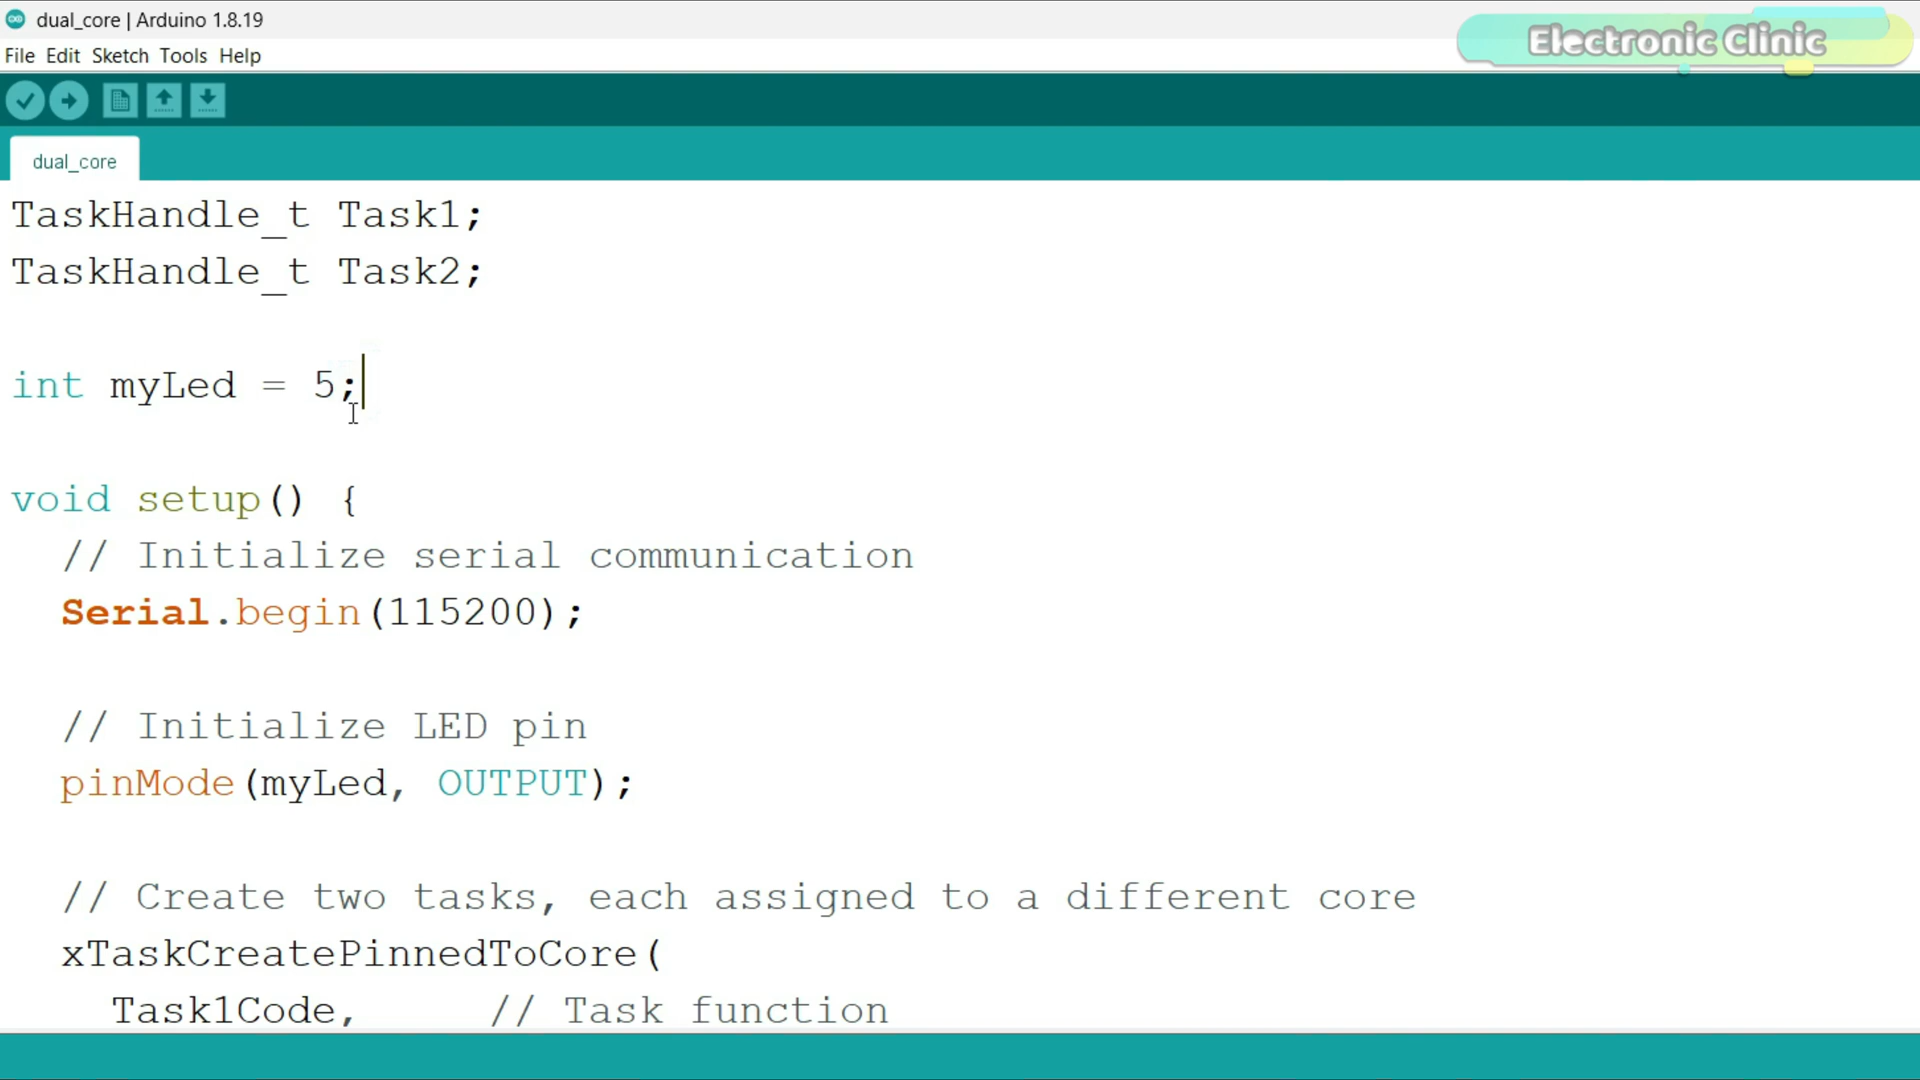 dual_core | Arduino 1.8.19
Electronic Clinic
File Edit Sketch Tools Help
dual_core
TaskHandle_t Task1;
TaskHandle_t Task2;
int myLed = 5;
void setup() {
// Initialize serial communication
Serial.begin(115200);
// Initialize LED pin
pinMode(myLed, OUTPUT);
// Create two tasks, each assigned to a different core
xTaskCreatePinnedToCore(
Task1Code, // Task function